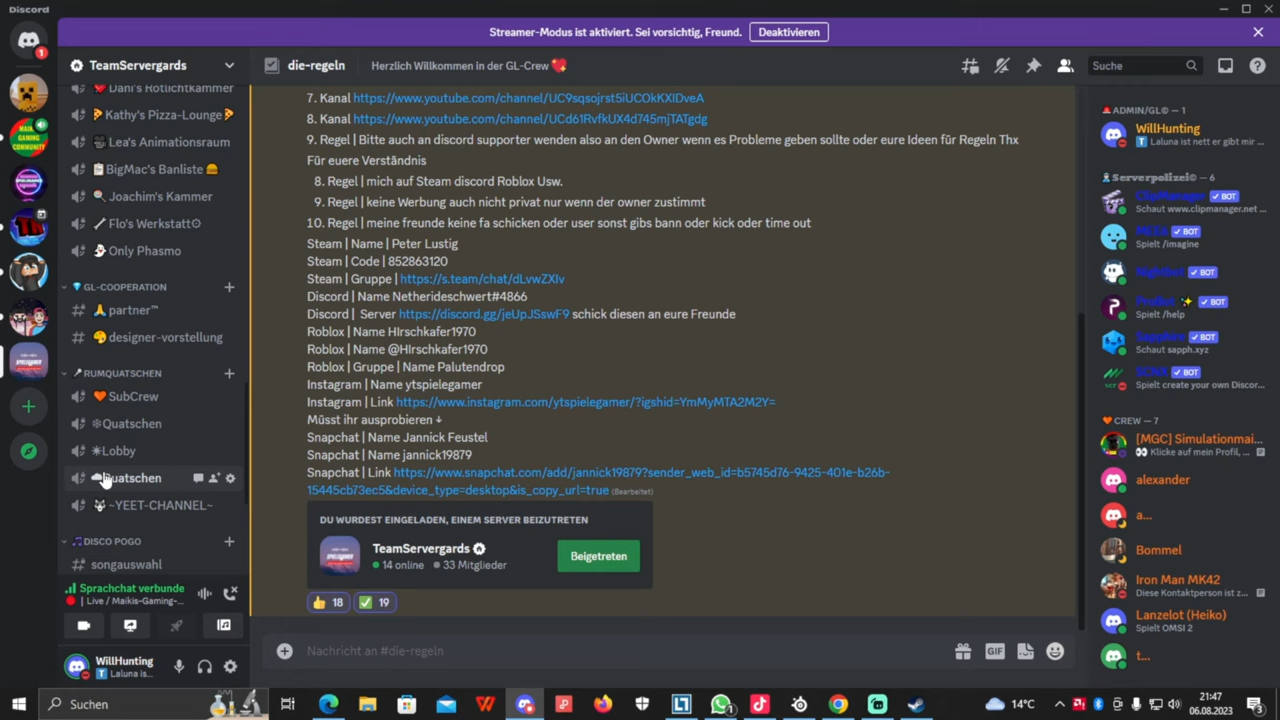 Discord
Streamer-Modus ist aktiviert. Sei vorsichtig, Freund.
Deaktivieren
TeamServergards
die-regeln
Herzlich Willkommen in der GL-Crew
Suche
Dani's Rotlichtkammer
Kathy's Pizza-Lounge
Lea's Animationsraum
BigMac's Banliste
Joachim's Kammer
Flo's Werkstatt
Only Phasmo
GL-COOPERATION
partner™
designer-vorstellung
RUMQUATSCHEN
SubCrew
Quatschen
Lobby
Quatschen
~YEET-CHANNEL~
DISCO POGO
songauswahl
Sprachchat verbunde
Live / Maikis-Gaming-...
WillHunting
Laluna is...
7. Kanal https://www.youtube.com/channel/UC9sqsojrst5iUCOkKXIDveA
8. Kanal https://www.youtube.com/channel/UCd61RvfkUX4d745mjTATgdg
9. Regel | Bitte auch an discord supporter wenden also an den Owner wenn es Probleme geben sollte oder eure Ideen für Regeln Thx
Für euere Verständnis
8. Regel | mich auf Steam discord Roblox Usw.
9. Regel | keine Werbung auch nicht privat nur wenn der owner zustimmt
10. Regel | meine freunde keine fa schicken oder user sonst gibs bann oder kick oder time out
Steam | Name | Peter Lustig
Steam | Code | 852863120
Steam | Gruppe | https://s.team/chat/dLvwZXIv
Discord | Name Netherideschwert#4866
Discord | Server https://discord.gg/jeUpJSswF9 schick diesen an eure Freunde
Roblox | Name HIrschkafer1970
Roblox | Name @HIrschkafer1970
Roblox | Gruppe | Name Palutendrop
Instagram | Name ytspielegamer
Instagram | Link https://www.instagram.com/ytspielegamer/?igshid=YmMyMTA2M2Y=
Müsst ihr ausprobieren ↓
Snapchat | Name Jannick Feustel
Snapchat | Name jannick19879
Snapchat | Link https://www.snapchat.com/add/jannick19879?sender_web_id=b5745d76-9425-401e-b26b-
15445cb73ec5&device_type=desktop&is_copy_url=true (Bearbeitet)
DU WURDEST EINGELADEN, EINEM SERVER BEIZUTRETEN
TeamServergards
14 online 33 Mitglieder
Beigetreten
18
19
Nachricht an #die-regeln
GIF
ADMIN/GL© — 1
WillHunting
Laluna ist nett er gibt mir ...
Serverpolizei© — 6
ClipManager BOT
Schaut www.clipmanager.net ...
BOT
Spielt /imagine
Nightbot BOT
BOT
Spielt /help
Sapphire BOT
Schaut sapph.xyz
BOT
Spielt create your own Discor...
CREW — 7
[MGC] Simulationmai...
Klicke auf mein Profil, ...
alexander
a...
Bommel
Iron Man MK42
Diese Kontaktperson ist z...
Lanzelot (Heiko)
Spielt OMSI 2
t...
Suchen
14°C
21:47
06.08.2023